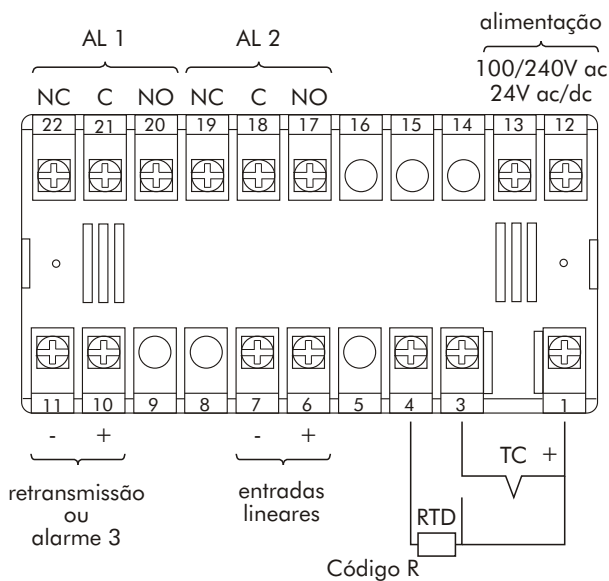 alimentação
AL 1 AL 2
100/240V ac
24V ac/dc
NC C NO NC C NO
22 21 20 19 18 17 16 15 14 13 12
11 10 9 8 7 6 5 4 3 1
- + - + TC +
retransmissão
ou
alarme 3
entradas
lineares
RTD
Código R